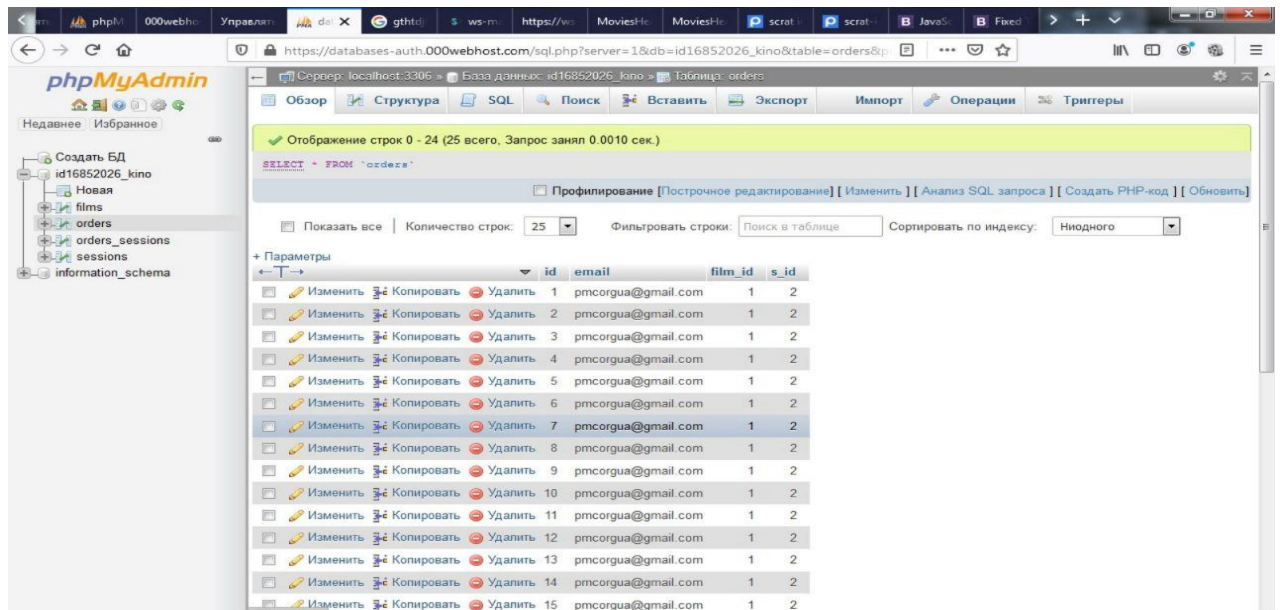 phpM
000webho
Управлян
dat
gthtdj
ws-m
https://ws
MoviesHe
MoviesHe
scrat
scrat-
JavaSc
Fixed
https://databases-auth.000webhost.com/sql.php?server=1&db=id16852026_kino&table=orders&p
phpMyAdmin
Недавнее Избранное
Создать БД
id16852026_kino
Новая
films
orders
orders_sessions
sessions
information_schema
Сервер: localhost:3306 » База данных: id16852026_kino » Таблица: orders
Обзор Структура SQL Поиск Вставить Экспорт Импорт Операции Триггеры
Отображение строк 0 - 24 (25 всего, Запрос занял 0.0010 сек.)
SELECT * FROM `orders`
Профилирование [Построчное редактирование] [ Изменить ] [ Анализ SQL запроса ] [ Создать PHP-код ] [ Обновить]
Показать все | Количество строк: 25 Фильтровать строки: Поиск в таблице Сортировать по индексу: Ниодного
+ Параметры
←T→ id email film_id s_id
Изменить Копировать Удалить 1 pmcorgua@gmail.com 1 2
Изменить Копировать Удалить 2 pmcorgua@gmail.com 1 2
Изменить Копировать Удалить 3 pmcorgua@gmail.com 1 2
Изменить Копировать Удалить 4 pmcorgua@gmail.com 1 2
Изменить Копировать Удалить 5 pmcorgua@gmail.com 1 2
Изменить Копировать Удалить 6 pmcorgua@gmail.com 1 2
Изменить Копировать Удалить 7 pmcorgua@gmail.com 1 2
Изменить Копировать Удалить 8 pmcorgua@gmail.com 1 2
Изменить Копировать Удалить 9 pmcorgua@gmail.com 1 2
Изменить Копировать Удалить 10 pmcorgua@gmail.com 1 2
Изменить Копировать Удалить 11 pmcorgua@gmail.com 1 2
Изменить Копировать Удалить 12 pmcorgua@gmail.com 1 2
Изменить Копировать Удалить 13 pmcorgua@gmail.com 1 2
Изменить Копировать Удалить 14 pmcorgua@gmail.com 1 2
Изменить Копировать Удалить 15 pmcorgua@gmail.com 1 2